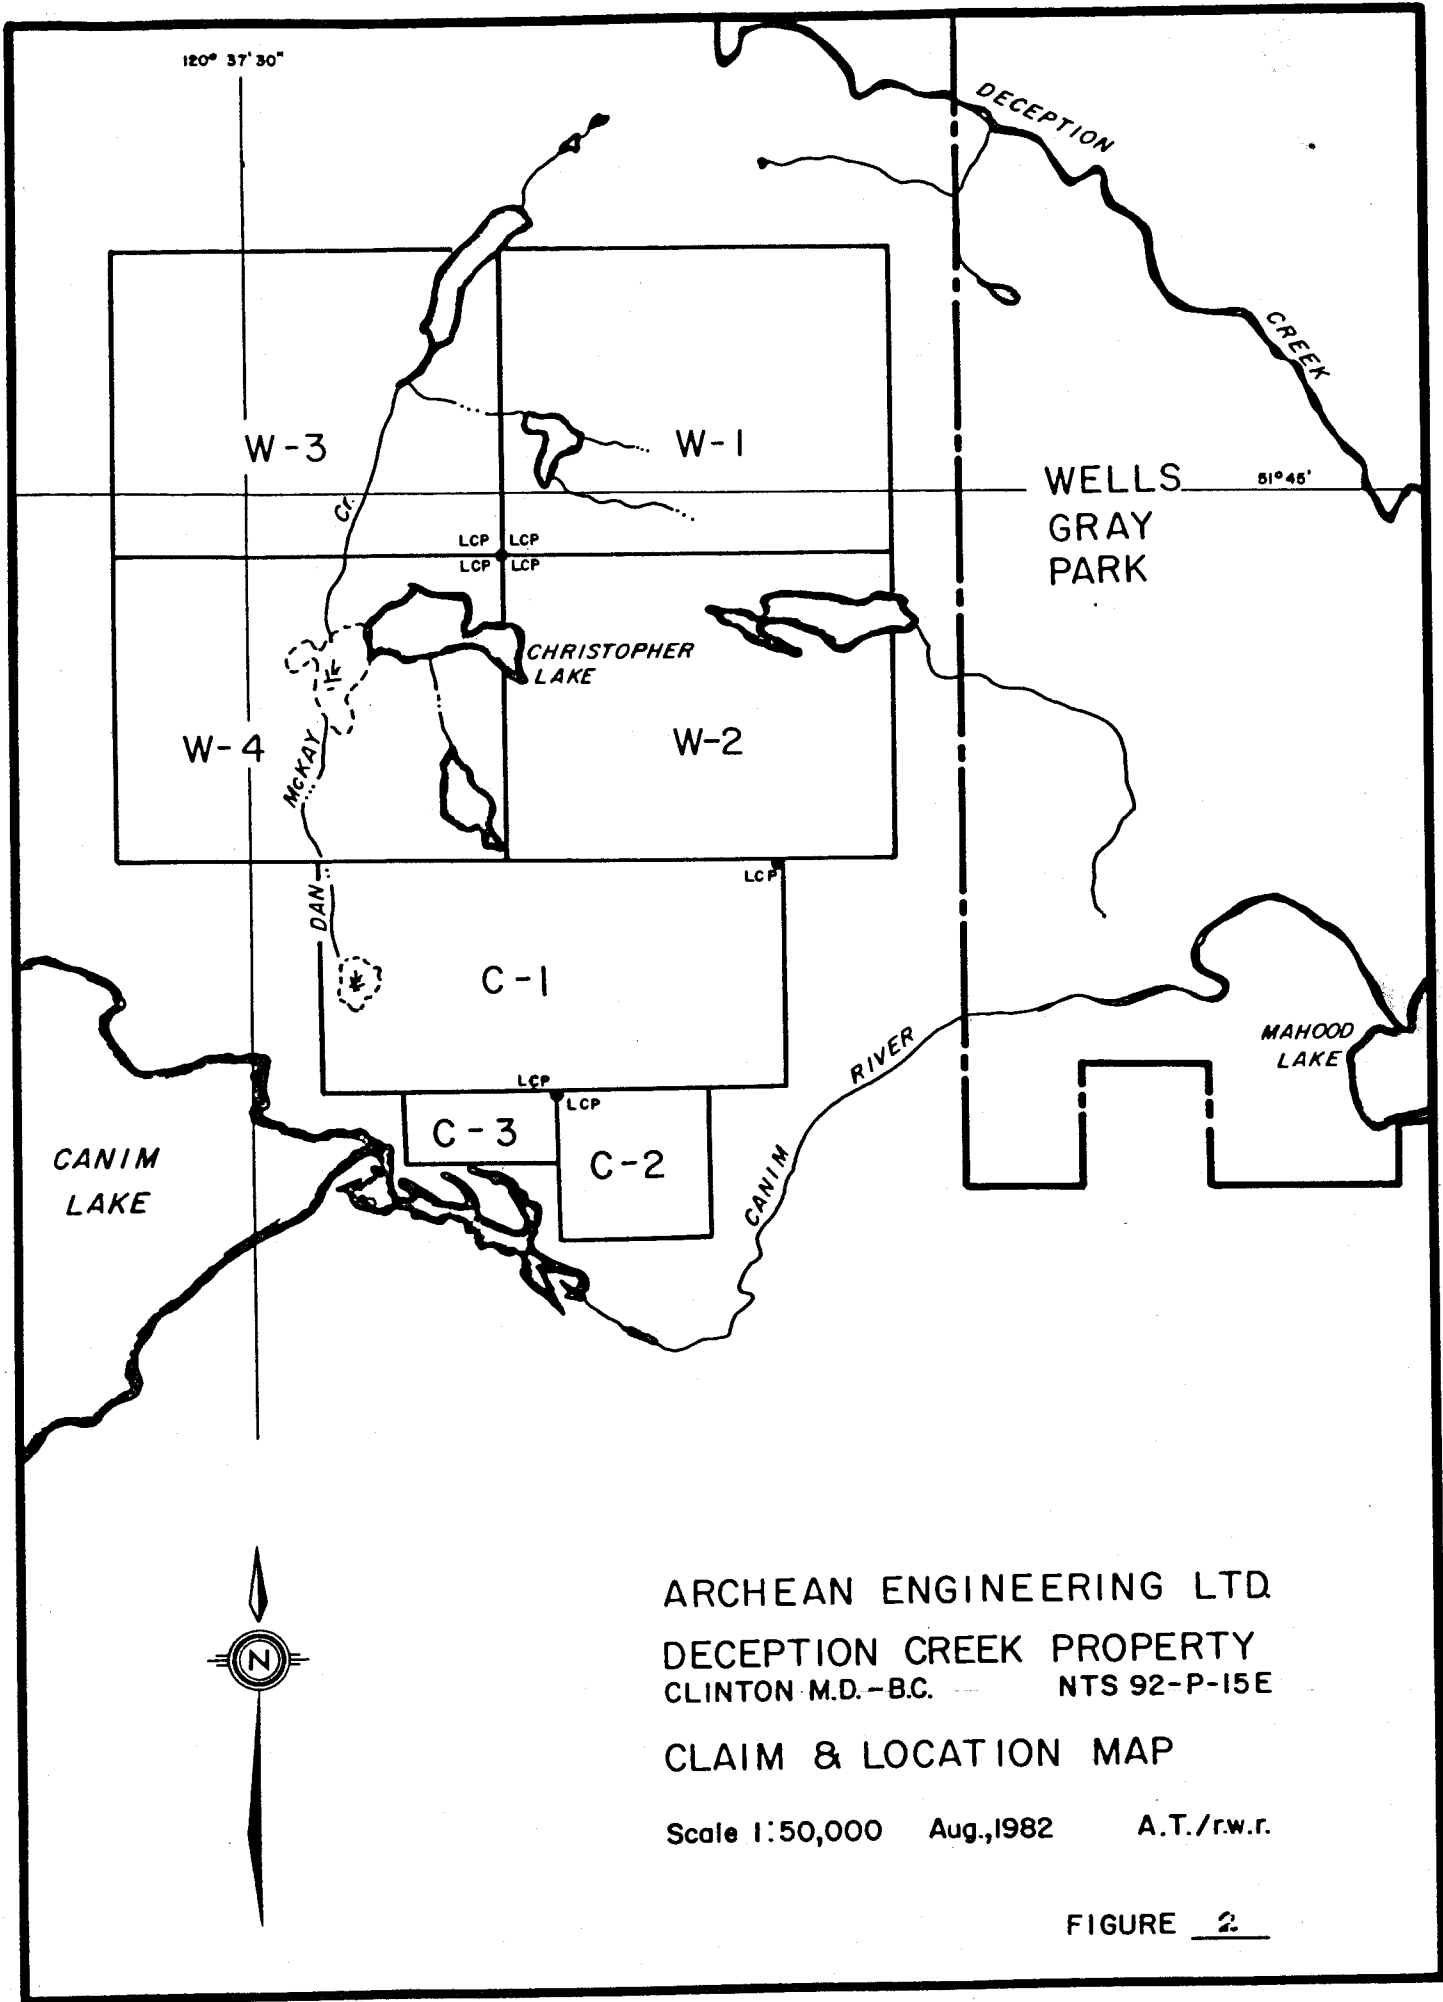 120° 37' 30"
DECEPTION
CREEK
W-3
W-1
WELLS
GRAY
PARK
51°45'
Cr.
LCP LCP
LCP LCP
CHRISTOPHER
LAKE
W-4
McKAY
W-2
LCP
DAN
C-1
RIVER
MAHOOD
LAKE
LCP
LCP
C-3
C-2
CANIM
CANIM
LAKE
N
ARCHEAN ENGINEERING LTD.
DECEPTION CREEK PROPERTY
CLINTON M.D.-B.C. NTS 92-P-15E
CLAIM & LOCATION MAP
Scale 1:50,000 Aug.,1982 A.T./r.w.r.
FIGURE 2